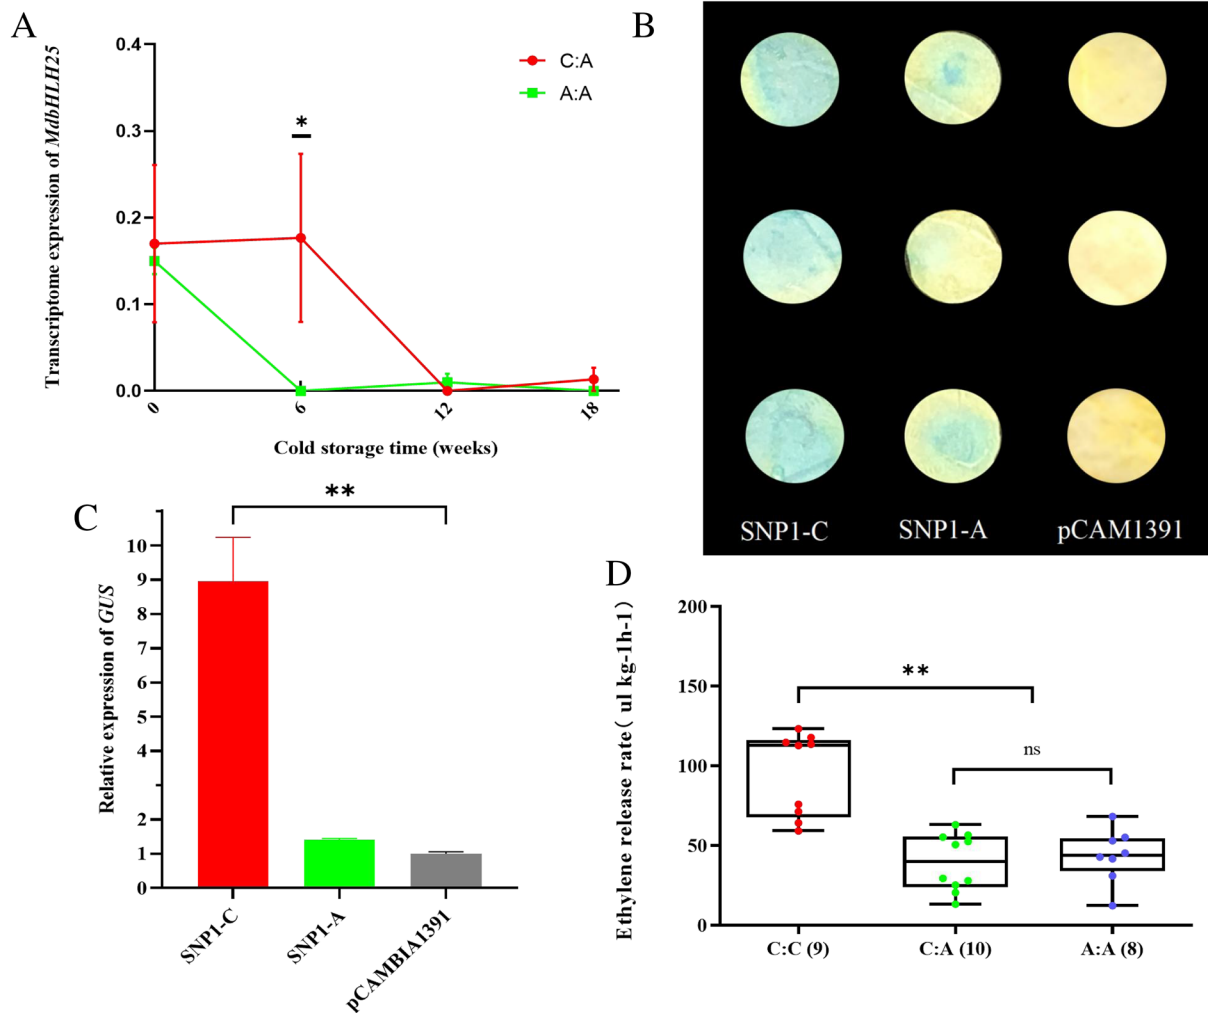 A
Transcriptome expression of MdbHLH25
0.4
0.3
0.2
0.1
0.0
C:A
A:A
*
0
6
12
18
Cold storage time (weeks)
B
SNP1-C
SNP1-A
pCAM1391
C
Relative expression of GUS
**
10
9
8
7
6
5
4
2
1
0
SNP1-C
SNP1-A
pCAMBIA1391
D
Ethylene release rate( ul kg-1h-1)
200
150
100
50
0
**
ns
C:C (9)
C:A (10)
A:A (8)